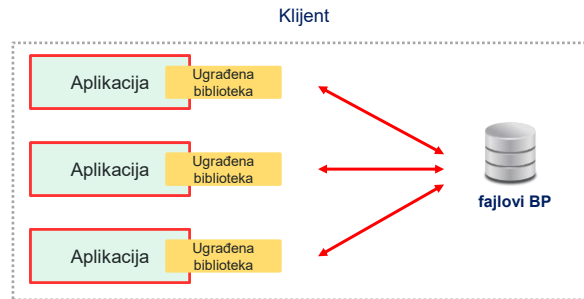 Klijent
Aplikacija
Ugrađena
biblioteka
Aplikacija
Ugrađena
biblioteka
fajlovi BP
Aplikacija
Ugrađena
biblioteka